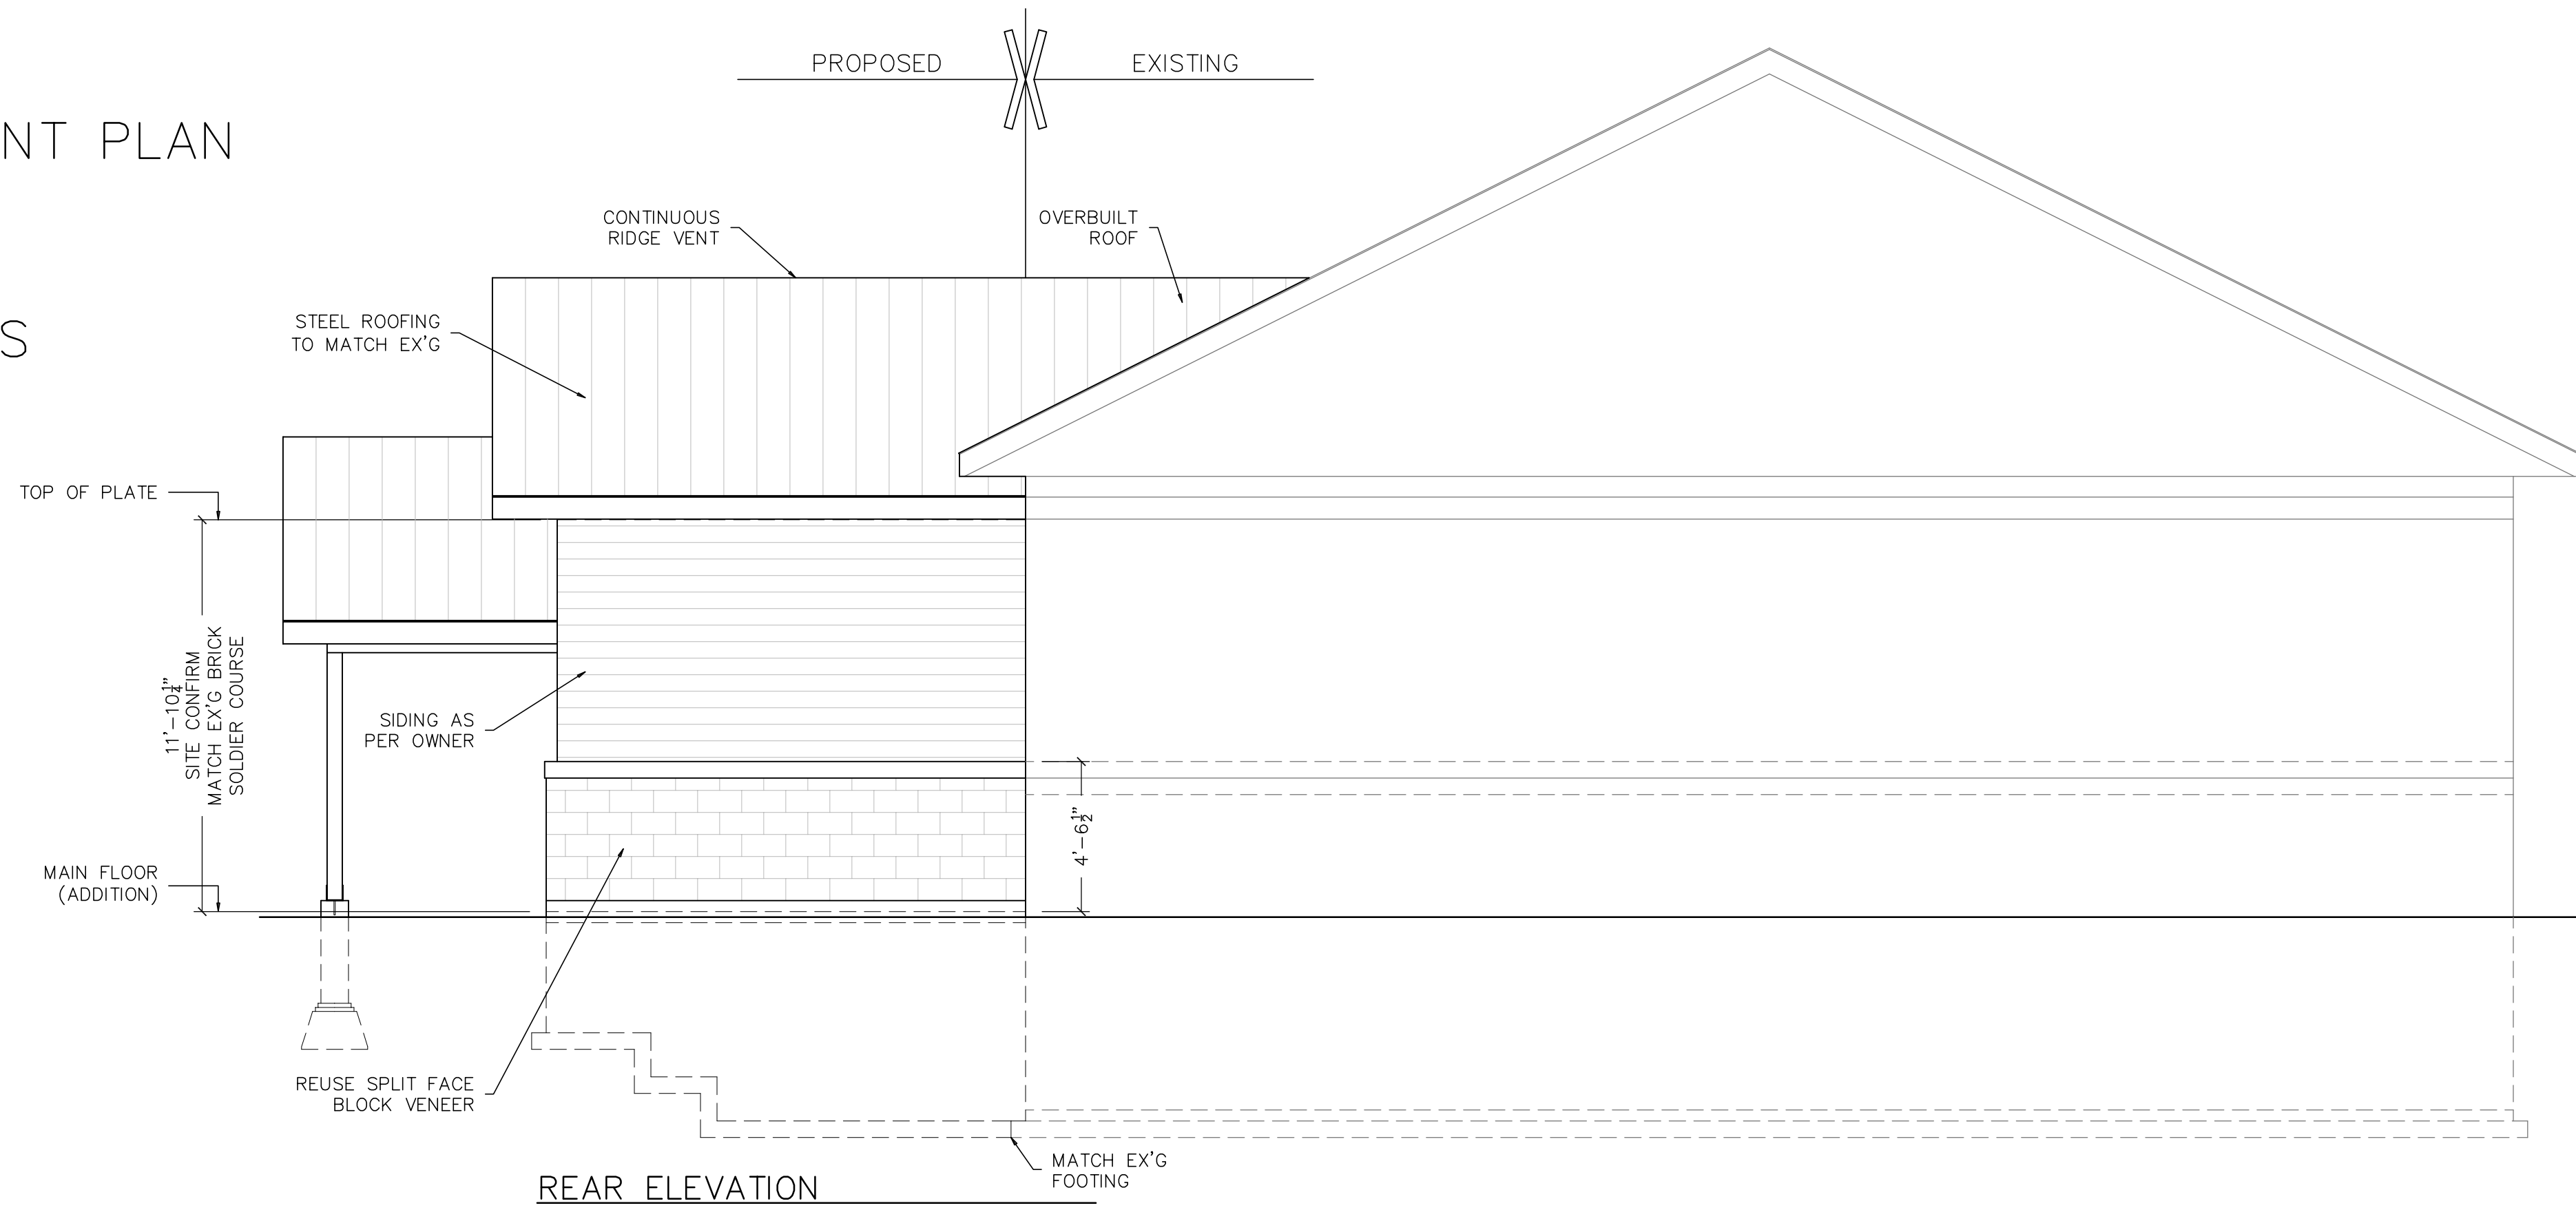 PROPOSED
EXISTING
NT PLAN
CONTINUOUS
RIDGE VENT
OVERBUILT
ROOF
STEEL ROOFING
TO MATCH EX'G
S
TOP OF PLATE
11'-10¼"
SITE CONFIRM
MATCH EX'G BRICK
SOLDIER COURSE
SIDING AS
PER OWNER
4'-6½"
MAIN FLOOR
(ADDITION)
REUSE SPLIT FACE
BLOCK VENEER
MATCH EX'G
FOOTING
REAR ELEVATION